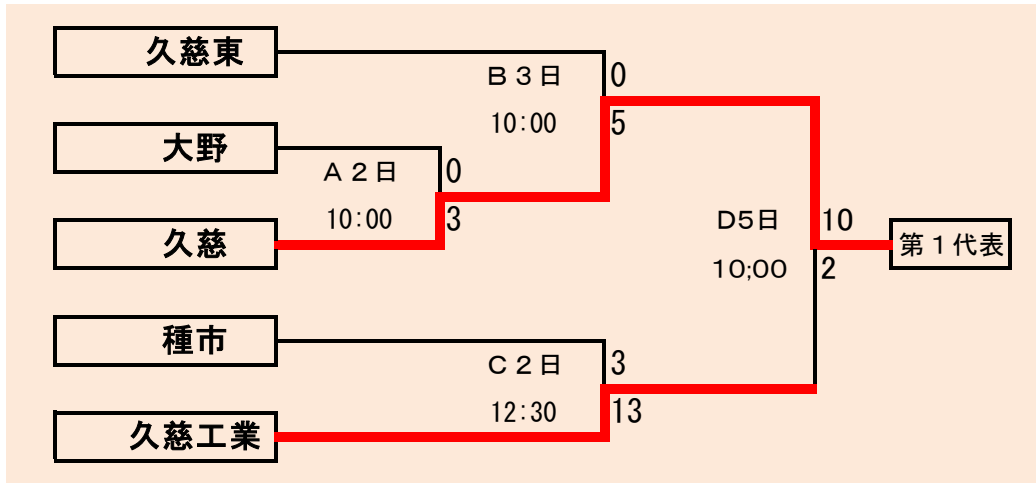 久慈東
B３日
0
10:00
5
大野
A２日
0
10:00
3
久慈
D5日
10
第１代表
10;00
2
種市
C２日
3
12:30
13
久慈工業